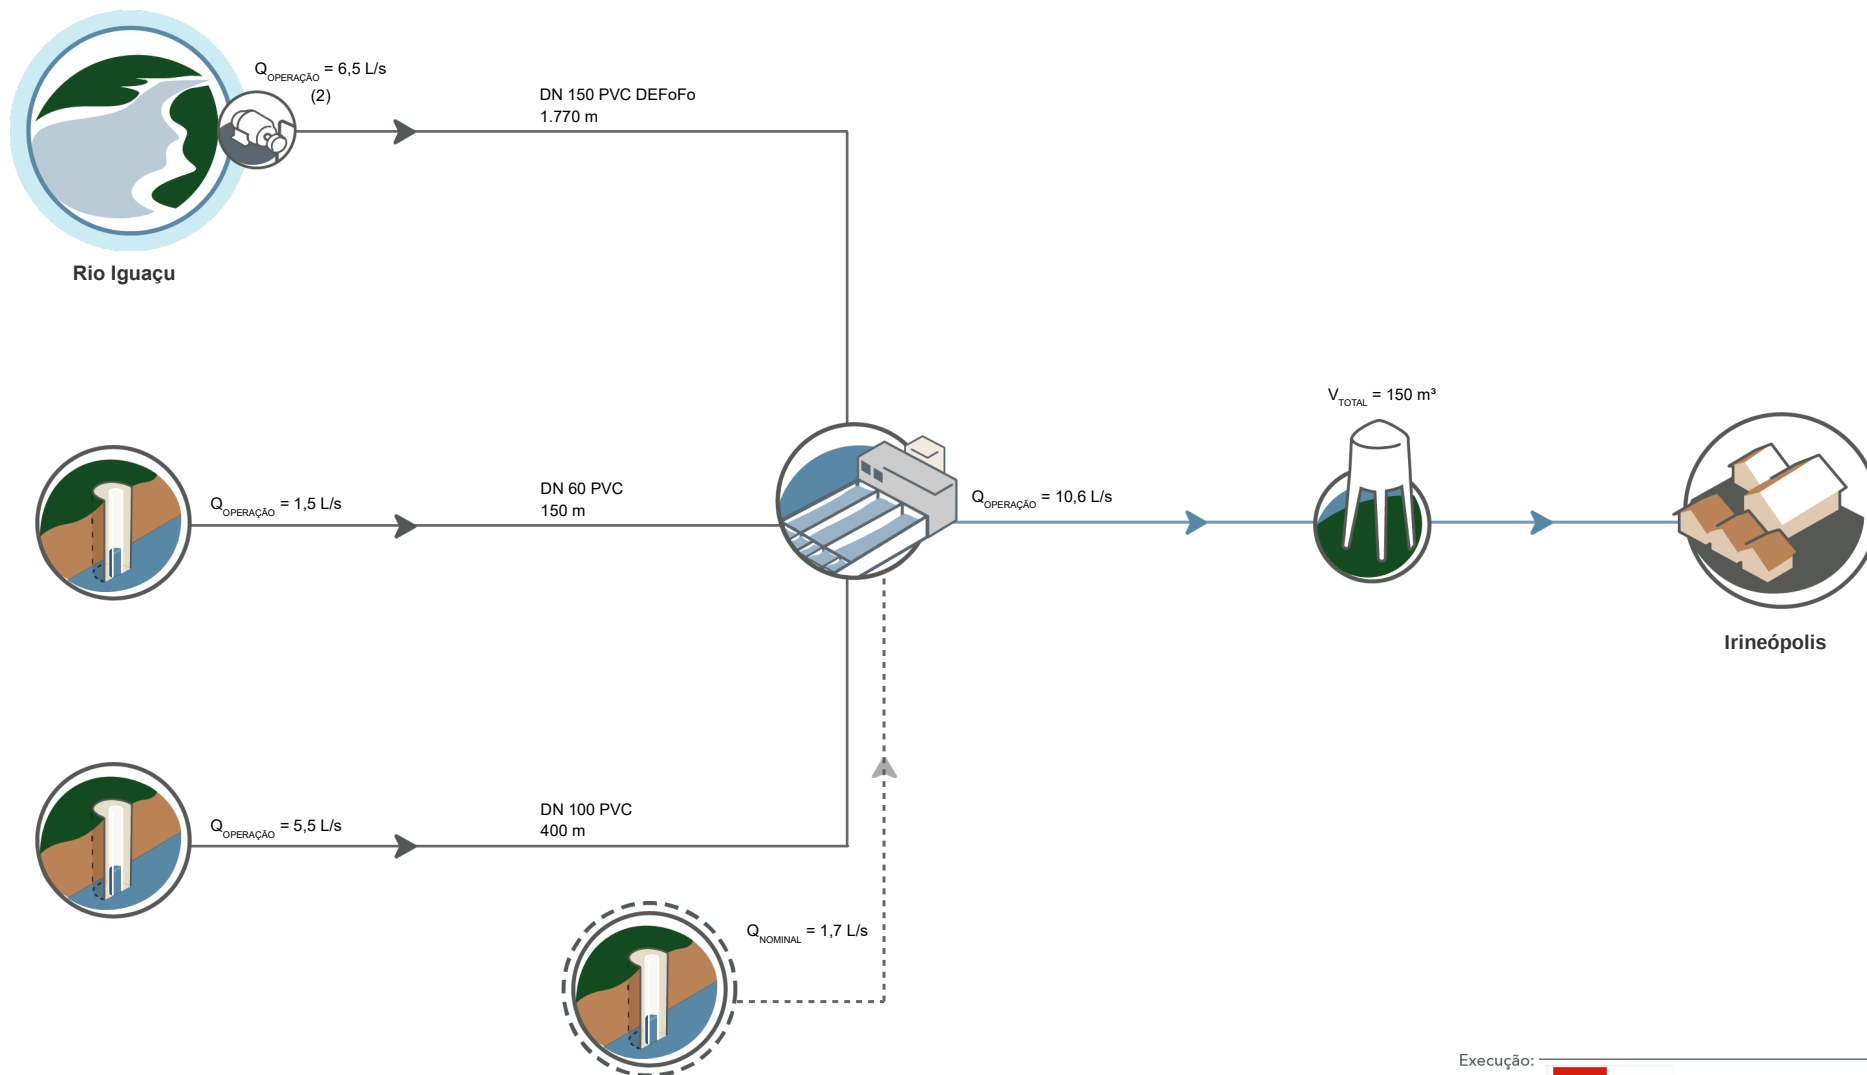 Q OPERAÇÃO = 6,5 L/s
(2)
DN 150 PVC DEFoFo
1.770 m
Rio Iguaçu
V TOTAL = 150 m³
Q OPERAÇÃO = 1,5 L/s
DN 60 PVC
150 m
Q OPERAÇÃO = 10,6 L/s
Irineópolis
Q OPERAÇÃO = 5,5 L/s
DN 100 PVC
400 m
Q NOMINAL = 1,7 L/s
Execução: